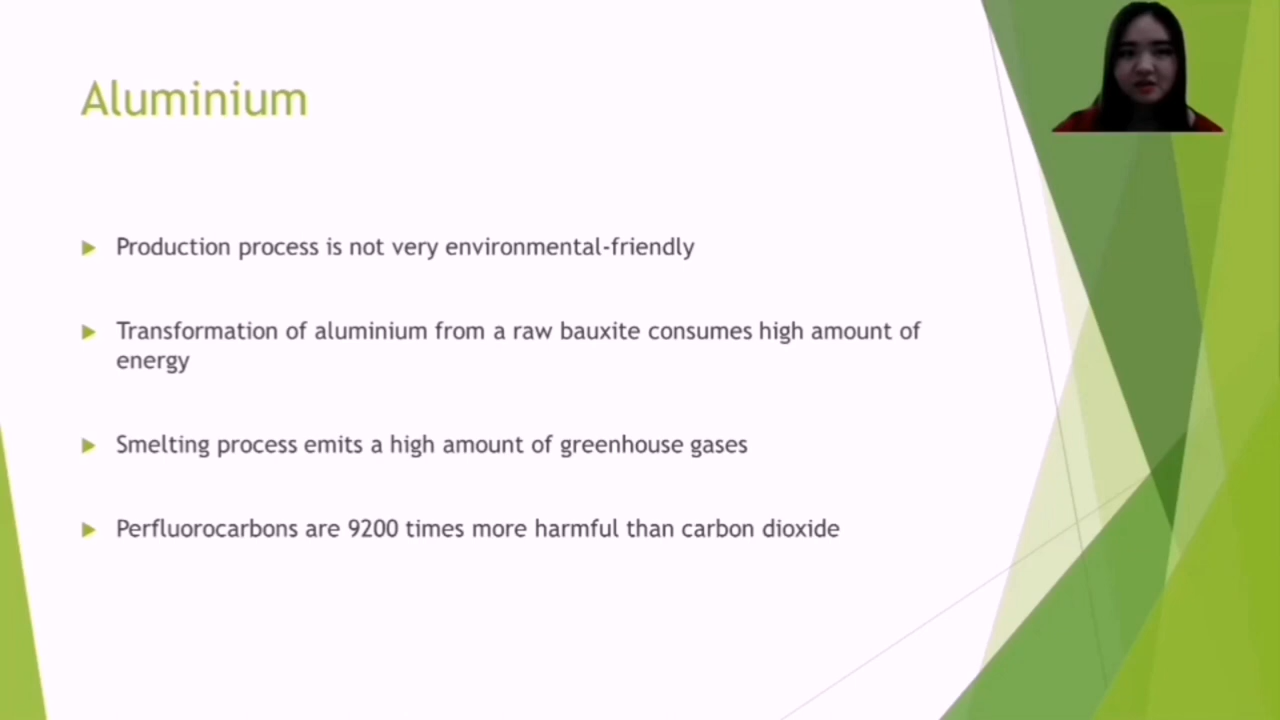 Aluminium
Production process is not very environmental-friendly
Transformation of aluminium from a raw bauxite consumes high amount of
energy
Smelting process emits a high amount of greenhouse gases
Perfluorocarbons are 9200 times more harmful than carbon dioxide